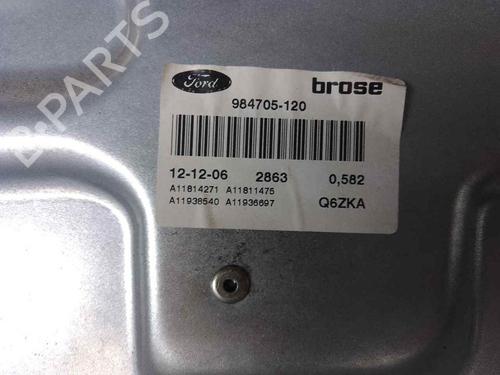 Ford brose
984705-120
12-12-06 2863 0,582
A11814271 A11811475
A11938540 A11936697 Q6ZKA
B-PARTS